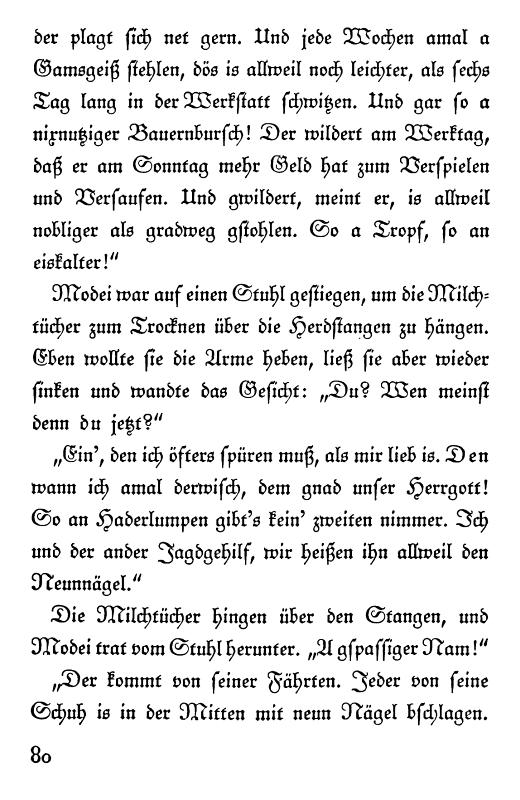 der plagt sich net gern. Und jede Wochen amal a
Gamsgeiß stehlen, dös is allweil noch leichter, als sechs
Tag lang in der Werkstatt schwitzen. Und gar so a
nixnutziger Bauernbursch! Der wildert am Werktag,
daß er am Sonntag mehr Geld hat zum Verspielen
und Versaufen. Und gwildert, meint er, is allweil
nobliger als gradweg gstohlen. So a Tropf, so an
eiskalter!“
Modei war auf einen Stuhl gestiegen, um die Milch-
tücher zum Trocknen über die Herdstangen zu hängen.
Eben wollte sie die Arme heben, ließ sie aber wieder
sinken und wandte das Gesicht: „Du? Wen meinst
denn du jetzt?“
„Ein’, den ich öfters spüren muß, als mir lieb is. Den
wann ich amal derwisch, dem gnad unser Herrgott!
So an Haderlumpen gibt’s kein’ zweiten nimmer. Ich
und der ander Jagdgehilf, wir heißen ihn allweil den
Neunnägel.“
Die Milchtücher hingen über den Stangen, und
Modei trat vom Stuhl herunter. „A gspassiger Nam!“
„Der kommt von seiner Fährten. Jeder von seine
Schuh is in der Mitten mit neun Nägel bschlagen.
80